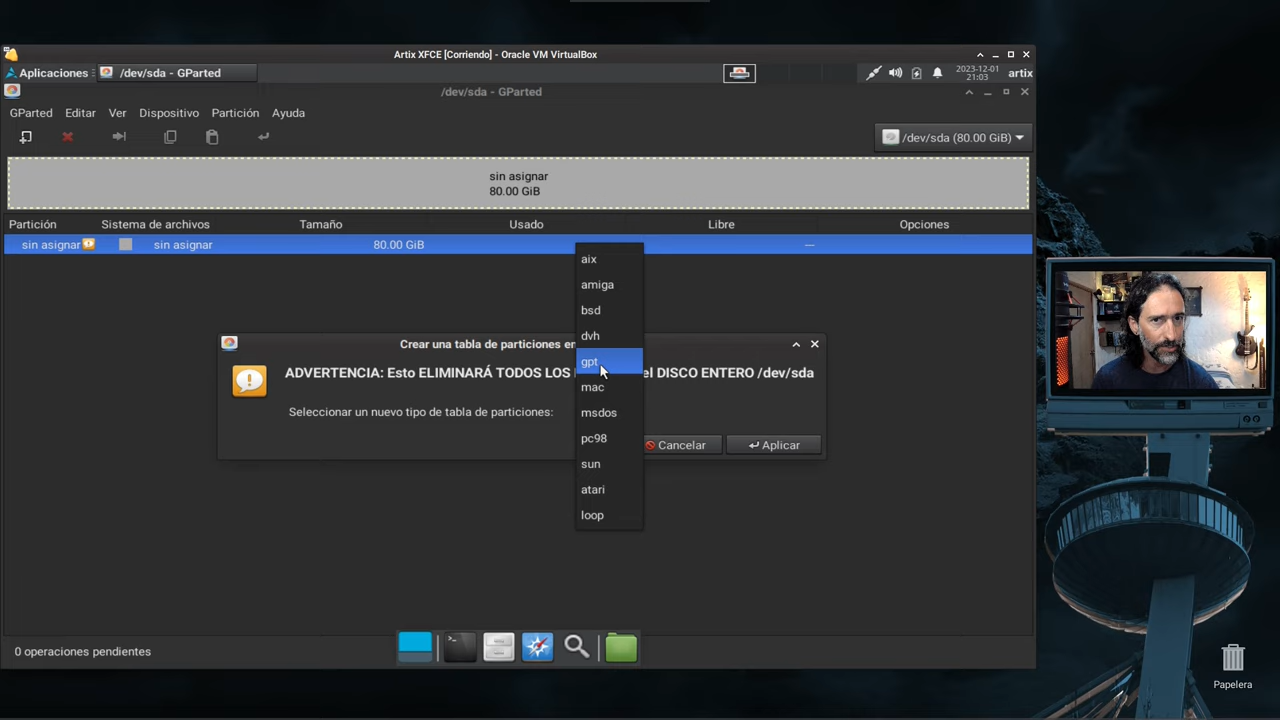 Artix XFCE [Corriendo] - Oracle VM VirtualBox
Aplicaciones
/dev/sda - GParted
2023-12-01
21:03
artix
/dev/sda - GParted
GParted Editar Ver Dispositivo Partición Ayuda
/dev/sda (80.00 GiB)
sin asignar
80.00 GiB
Partición Sistema de archivos Tamaño Usado Libre Opciones
sin asignar sin asignar 80.00 GiB —
aix
amiga
bsd
dvh
gpt
mac
msdos
pc98
sun
atari
loop
Crear una tabla de particiones en
ADVERTENCIA: Esto ELIMINARÁ TODOS LOS el DISCO ENTERO /dev/sda
Seleccionar un nuevo tipo de tabla de particiones:
Cancelar Aplicar
0 operaciones pendientes
Papelera